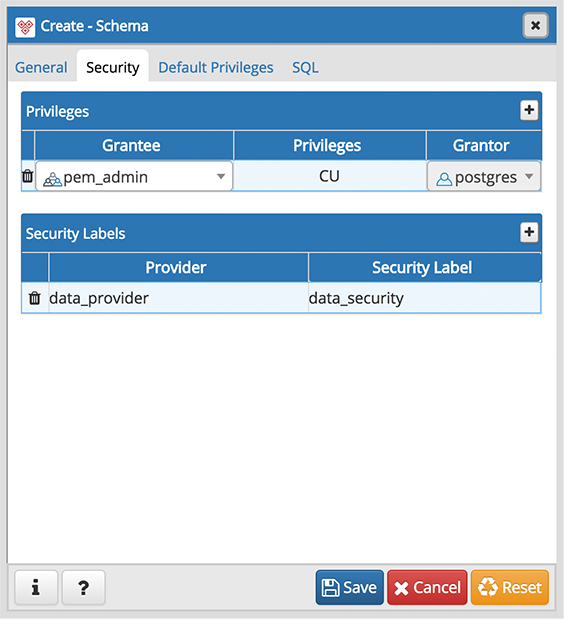 Create - Schema
General Security Default Privileges SQL
Privileges
Grantee Privileges Grantor
pem_admin CU postgres
Security Labels
Provider Security Label
data_provider data_security
i ? Save Cancel Reset